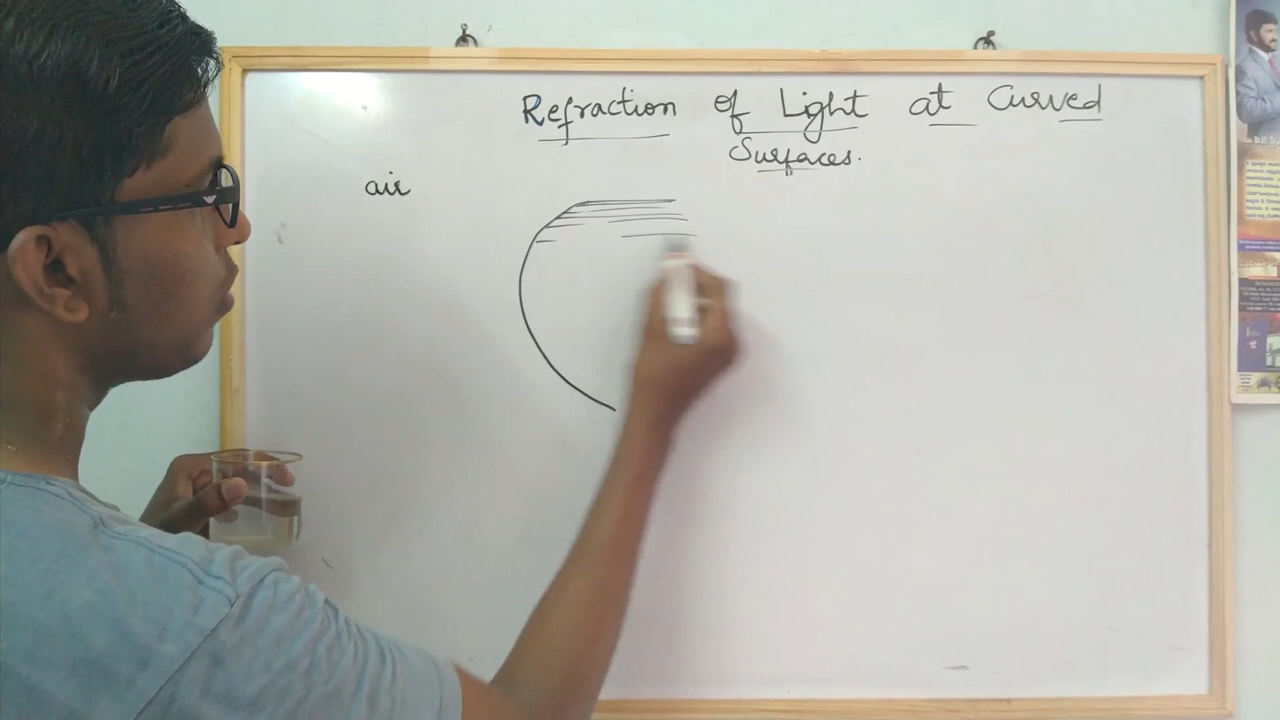 Refraction of Light at Curved
Surfaces.
air